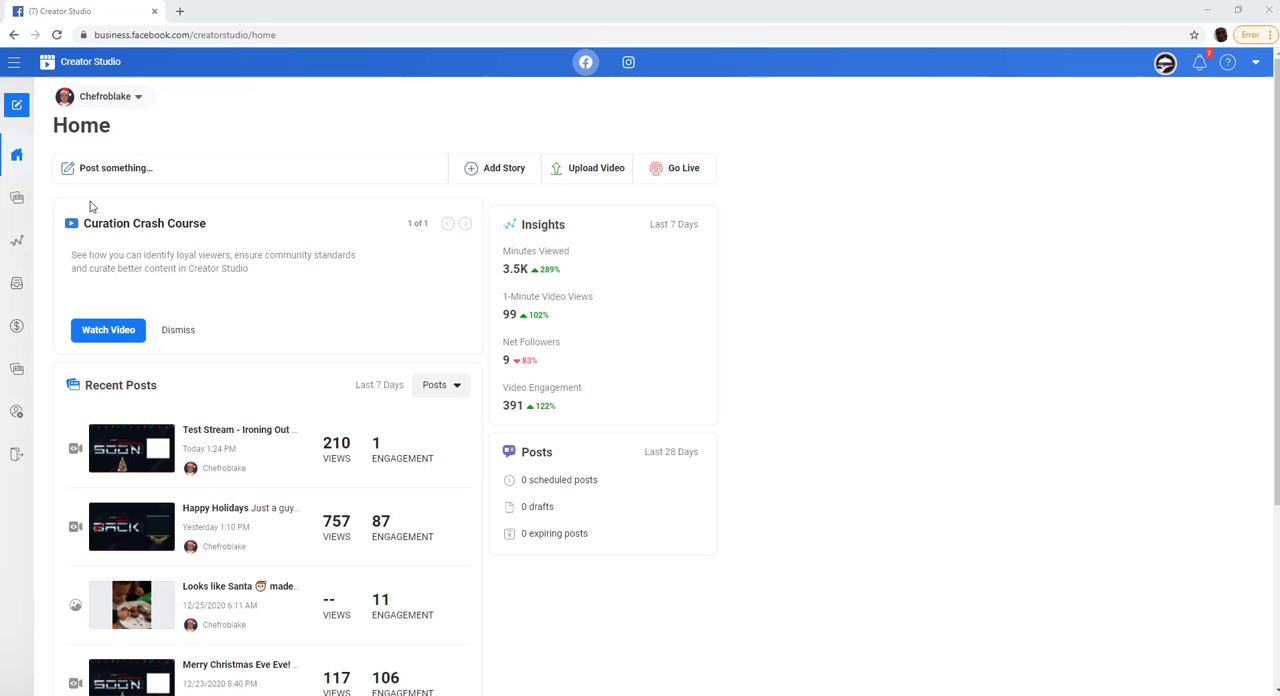 (7) Creator Studio
business.facebook.com/creatorstudio/home
Error
Creator Studio
7
Chefroblake
Home
Post something...
Add Story
Upload Video
Go Live
Curation Crash Course
1 of 1
See how you can identify loyal viewers, ensure community standards
and curate better content in Creator Studio
Watch Video
Dismiss
Insights
Last 7 Days
Minutes Viewed
3.5K 289%
1-Minute Video Views
99 102%
Net Followers
9 83%
Video Engagement
391 122%
Recent Posts
Last 7 Days
Posts
SOON
Test Stream - Ironing Out ...
Today 1:24 PM
Chefroblake
210
VIEWS
1
ENGAGEMENT
BACK
Happy Holidays Just a guy...
Yesterday 1:10 PM
Chefroblake
757
VIEWS
87
ENGAGEMENT
Looks like Santa 🎅 made...
12/25/2020 6:11 AM
Chefroblake
--
VIEWS
11
ENGAGEMENT
SOON
Merry Christmas Eve Eve! ...
12/23/2020 8:40 PM
117
VIEWS
106
ENGAGEMENT
Posts
Last 28 Days
0 scheduled posts
0 drafts
0 expiring posts